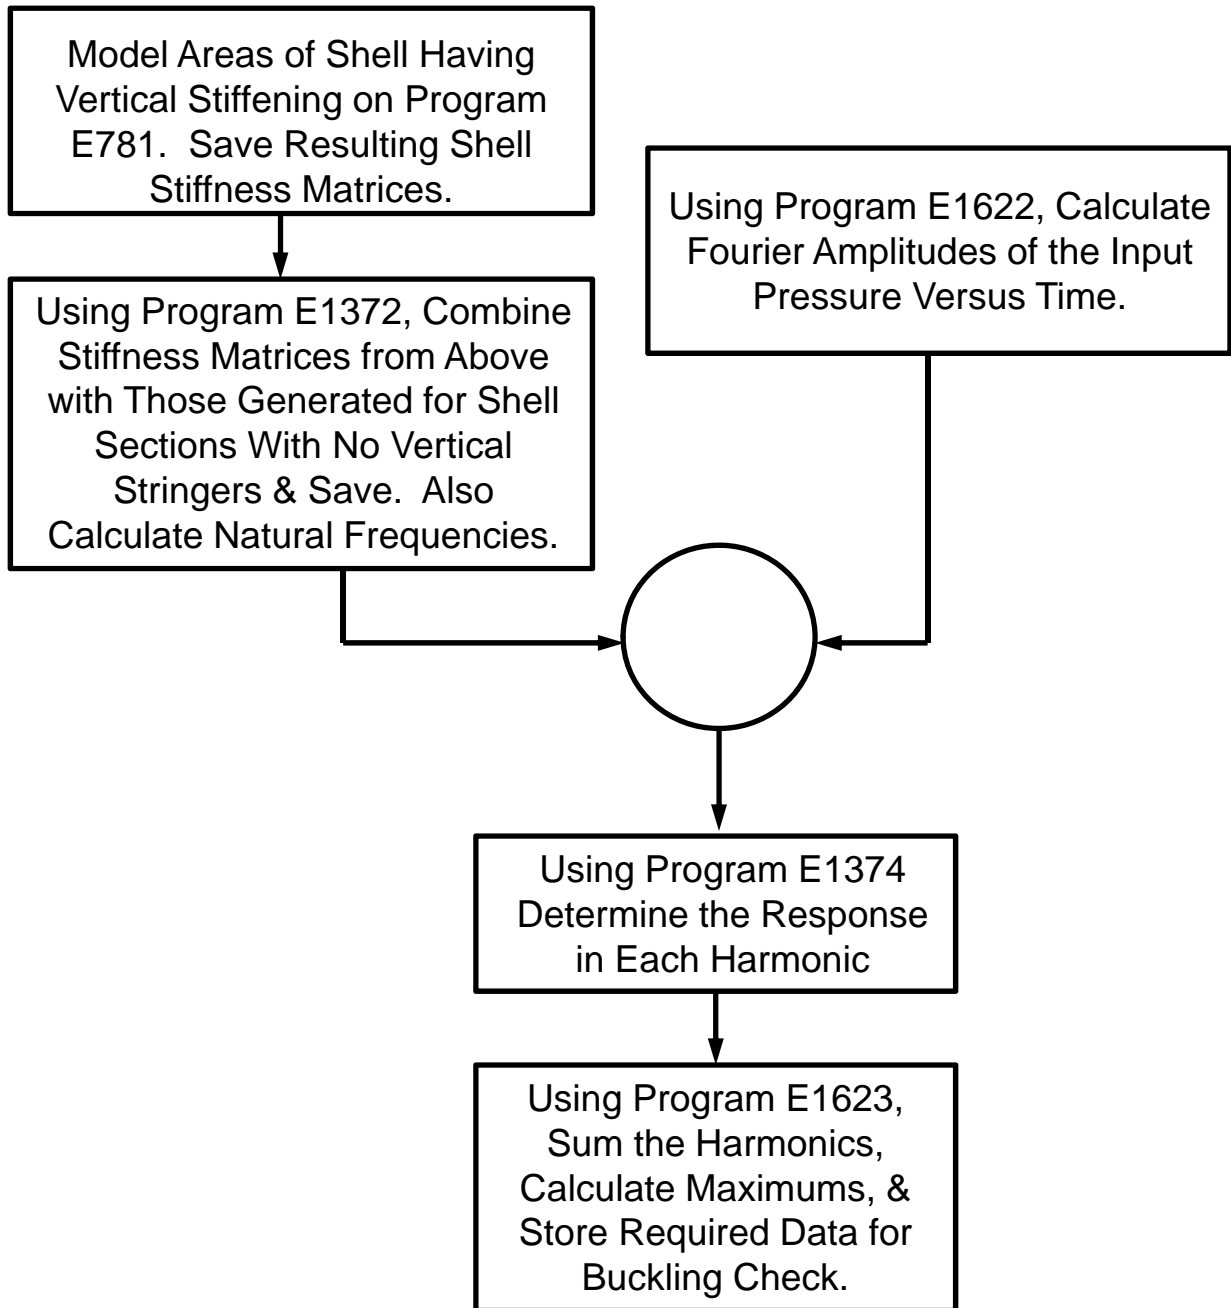 Model Areas of Shell Having
Vertical Stiffening on Program
E781.  Save Resulting Shell
Stiffness Matrices.
Using Program E1622, Calculate
Fourier Amplitudes of the Input
Pressure Versus Time.
Using Program E1372, Combine
Stiffness Matrices from Above
with Those Generated for Shell
Sections With No Vertical
Stringers & Save.  Also
Calculate Natural Frequencies.
Using Program E1374
Determine the Response
in Each Harmonic
Using Program E1623,
Sum the Harmonics,
Calculate Maximums, &
Store Required Data for
Buckling Check.